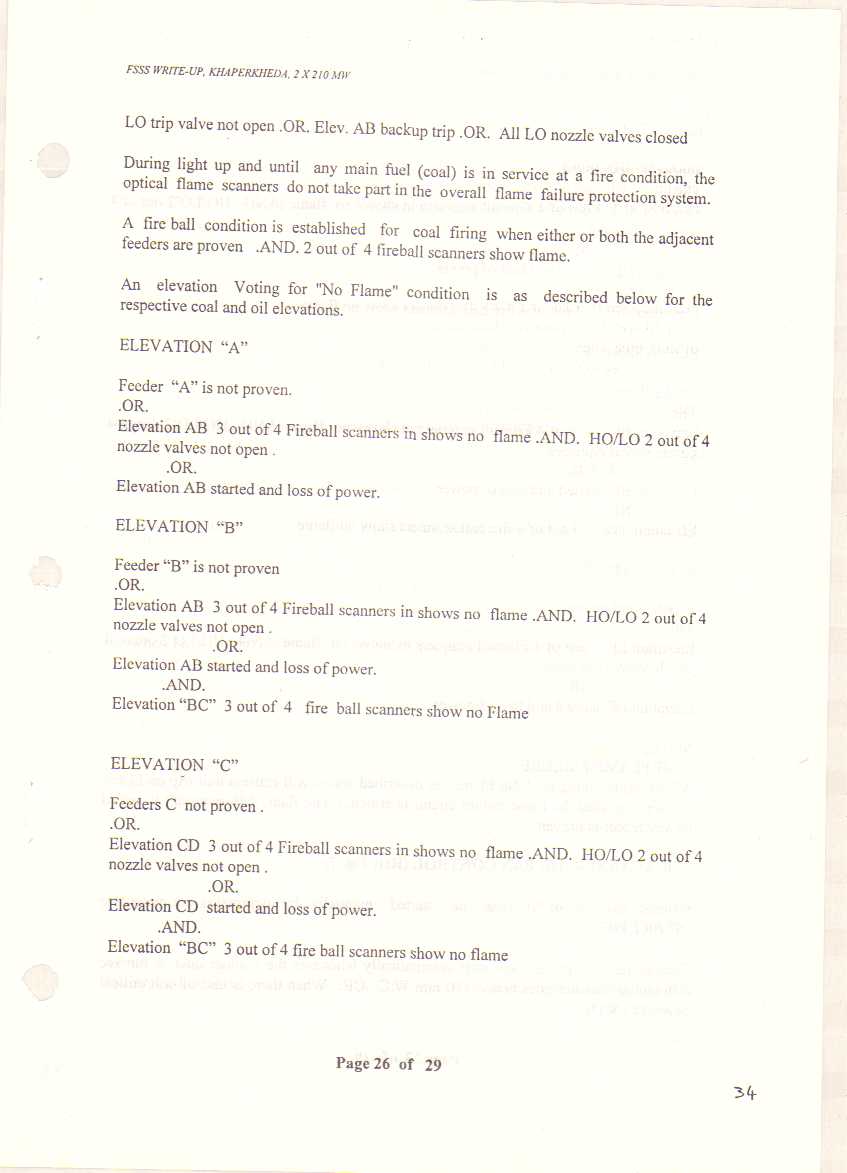 FSSS WRITE-UP, KHAPERKHEDA, 2 X 210 MW
LO trip valve not open .OR. Elev. AB backup trip .OR. All LO nozzle valves closed
During light up and until any main fuel (coal) is in service at a fire condition, the
optical flame scanners do not take part in the overall flame failure protection system.
A fire ball condition is established for coal firing when either or both the adjacent
feeders are proven .AND. 2 out of 4 fireball scanners show flame.
An elevation Voting for "No Flame" condition is as described below for the
respective coal and oil elevations.
ELEVATION “A”
Feeder “A” is not proven.
.OR.
Elevation AB 3 out of 4 Fireball scanners in shows no flame .AND. HO/LO 2 out of 4
nozzle valves not open .
.OR.
Elevation AB started and loss of power.
ELEVATION “B”
Feeder “B” is not proven
.OR.
Elevation AB 3 out of 4 Fireball scanners in shows no flame .AND. HO/LO 2 out of 4
nozzle valves not open .
.OR.
Elevation AB started and loss of power.
.AND.
Elevation “BC” 3 out of 4 fire ball scanners show no Flame
ELEVATION “C”
Feeders C not proven .
.OR.
Elevation CD 3 out of 4 Fireball scanners in shows no flame .AND. HO/LO 2 out of 4
nozzle valves not open .
.OR.
Elevation CD started and loss of power.
.AND.
Elevation “BC” 3 out of 4 fire ball scanners show no flame
Page 26 of 29
34